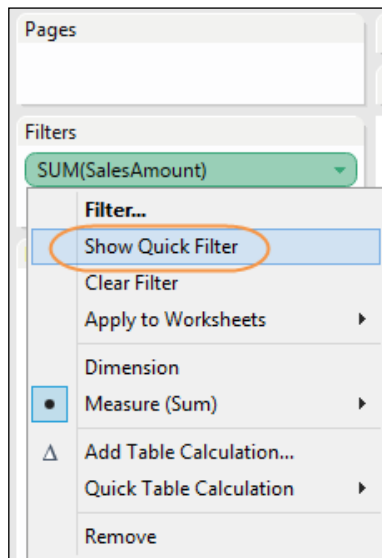 Pages
Filters
SUM(SalesAmount)
Filter...
Show Quick Filter
Clear Filter
Apply to Worksheets
Dimension
Measure (Sum)
Δ Add Table Calculation...
Quick Table Calculation
Remove